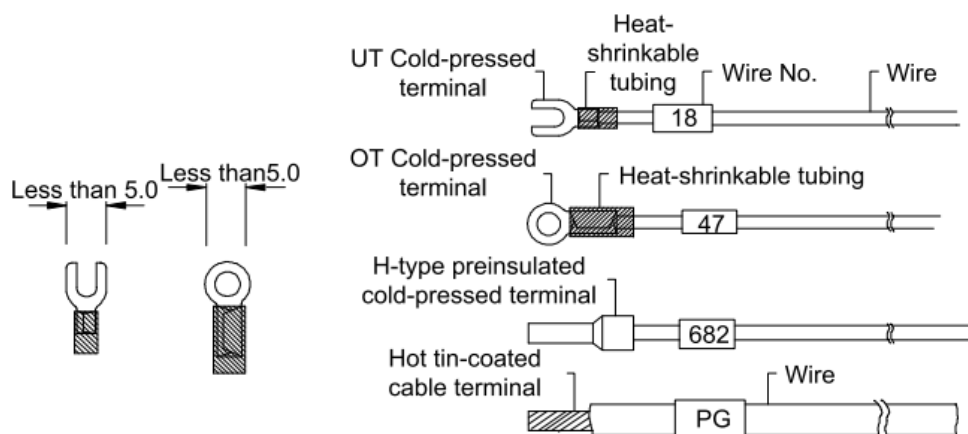 Less than 5.0
Less than5.0
UT Cold-pressed
terminal
Heat-
shrinkable
tubing
Wire No.
Wire
18
OT Cold-pressed
terminal
Heat-shrinkable tubing
47
H-type preinsulated
cold-pressed terminal
682
Hot tin-coated
cable terminal
Wire
PG